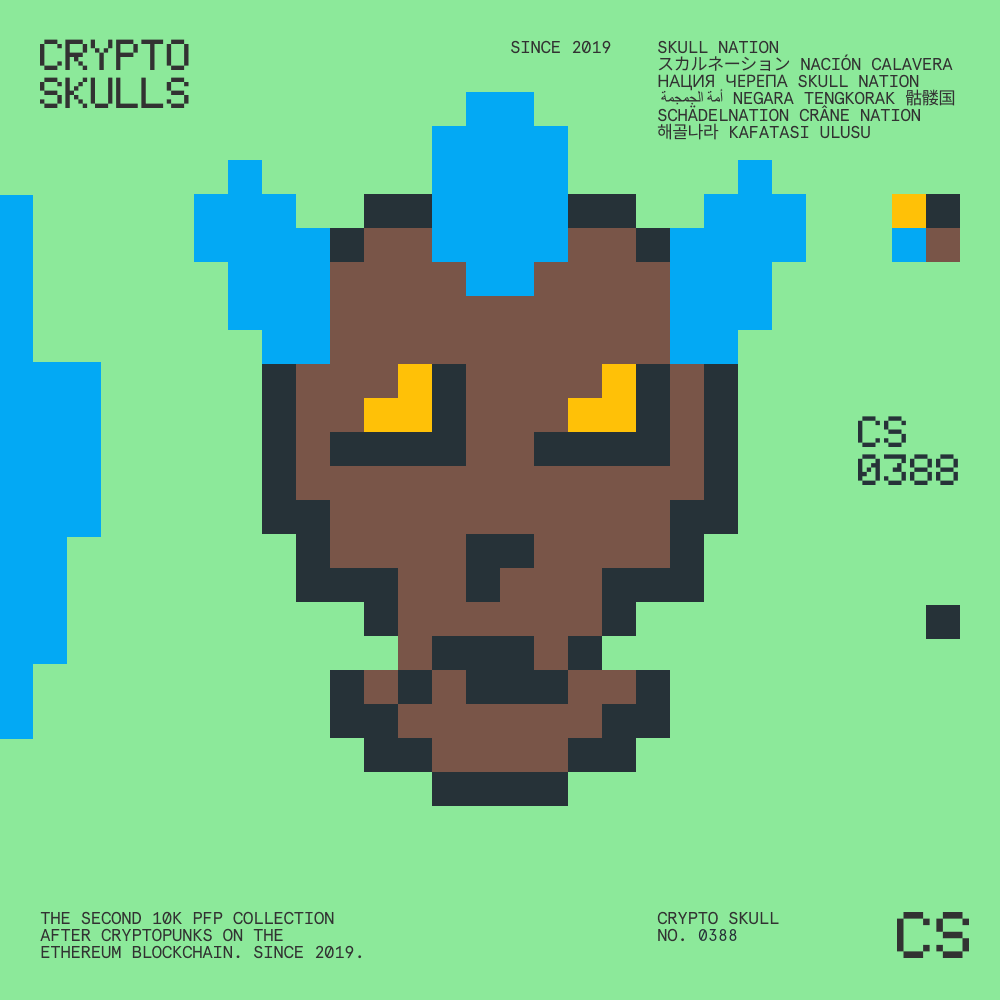 CRYPTO
SKULLS
SINCE 2019
SKULL NATION
スカルネーション NACIÓN CALAVERA
НАЦИЯ ЧЕРЕПА SKULL NATION
أمة الجمجمة NEGARA TENGKORAK 骷髅国
SCHÄDELNATION CRÂNE NATION
해골나라 KAFATASI ULUSU
CS
0388
THE SECOND 10K PFP COLLECTION
AFTER CRYPTOPUNKS ON THE
ETHEREUM BLOCKCHAIN. SINCE 2019.
CRYPTO SKULL
NO. 0388
CS